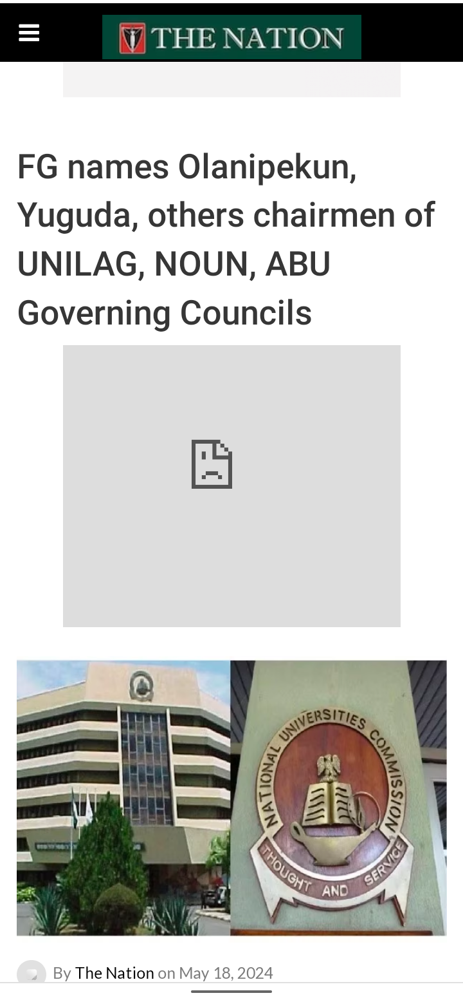 THE NATION
FG names Olanipekun,
Yuguda, others chairmen of
UNILAG, NOUN, ABU
Governing Councils
NATIONAL UNIVERSITIES COMMISSION
THOUGHT AND SERVICE
By The Nation on May 18, 2024